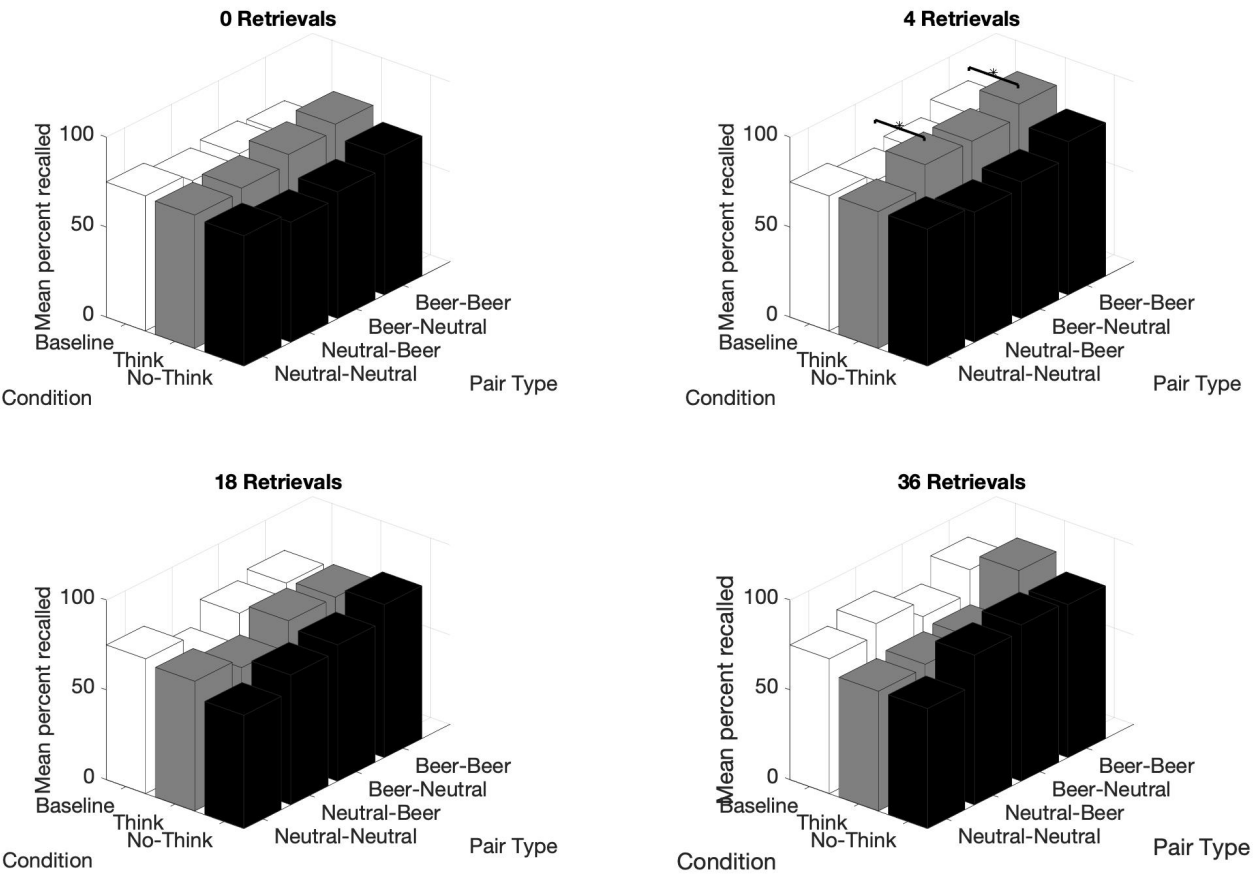 0 Retrievals
Mean percent recalled
100
50
0
Baseline
Think
No-Think
Condition
Beer-Beer
Beer-Neutral
Neutral-Beer
Neutral-Neutral
Pair Type
4 Retrievals
*
*
Mean percent recalled
100
50
0
Baseline
Think
No-Think
Condition
Beer-Beer
Beer-Neutral
Neutral-Beer
Neutral-Neutral
Pair Type
18 Retrievals
Mean percent recalled
100
50
0
Baseline
Think
No-Think
Condition
Beer-Beer
Beer-Neutral
Neutral-Beer
Neutral-Neutral
Pair Type
36 Retrievals
Mean percent recalled
100
50
0
Baseline
Think
No-Think
Condition
Beer-Beer
Beer-Neutral
Neutral-Beer
Neutral-Neutral
Pair Type